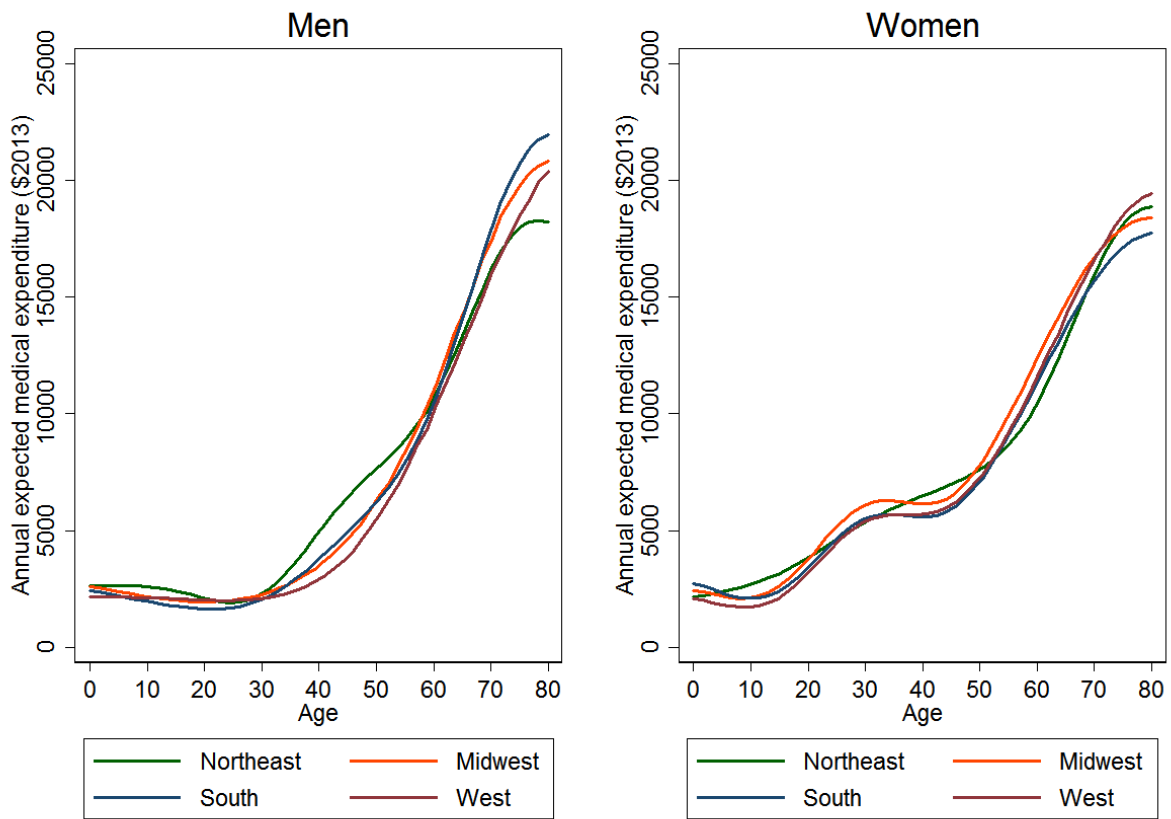 Men
Annual expected medical expenditure ($2013)
25000
20000
15000
10000
5000
0
0 10 20 30 40 50 60 70 80
Age
Northeast Midwest
South West
Women
Annual expected medical expenditure ($2013)
25000
20000
15000
10000
5000
0
0 10 20 30 40 50 60 70 80
Age
Northeast Midwest
South West